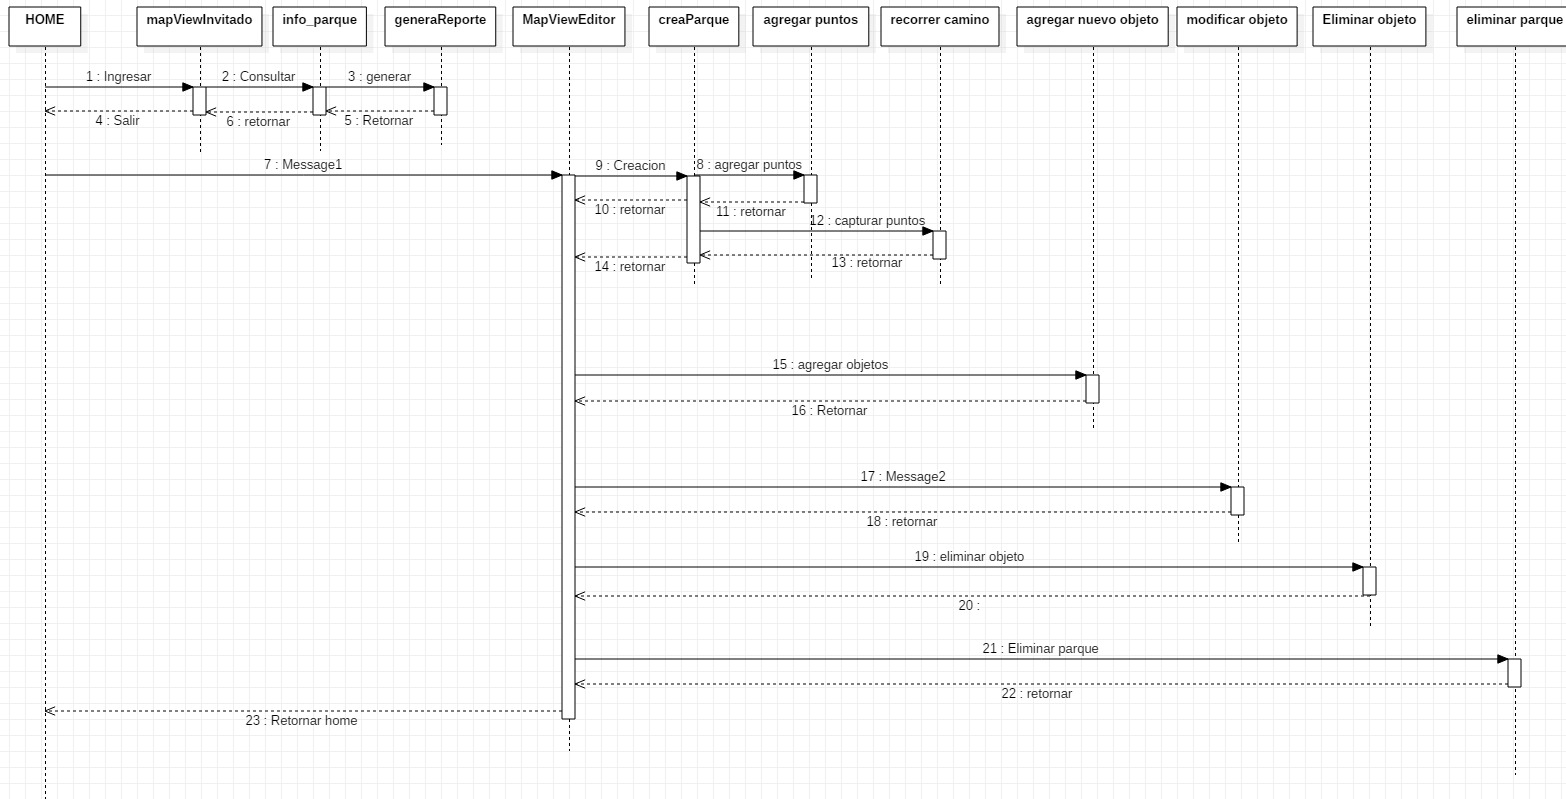 HOME
mapViewInvitado
info_parque
generaReporte
MapViewEditor
creaParque
agregar puntos
recorrer camino
agregar nuevo objeto
modificar objeto
Eliminar objeto
eliminar parque
1 : Ingresar
2 : Consultar
3 : generar
4 : Salir
6 : retornar
5 : Retornar
7 : Message1
9 : Creacion
8 : agregar puntos
10 : retornar
11 : retornar
12 : capturar puntos
14 : retornar
13 : retornar
15 : agregar objetos
16 : Retornar
17 : Message2
18 : retornar
19 : eliminar objeto
20 :
21 : Eliminar parque
22 : retornar
23 : Retornar home